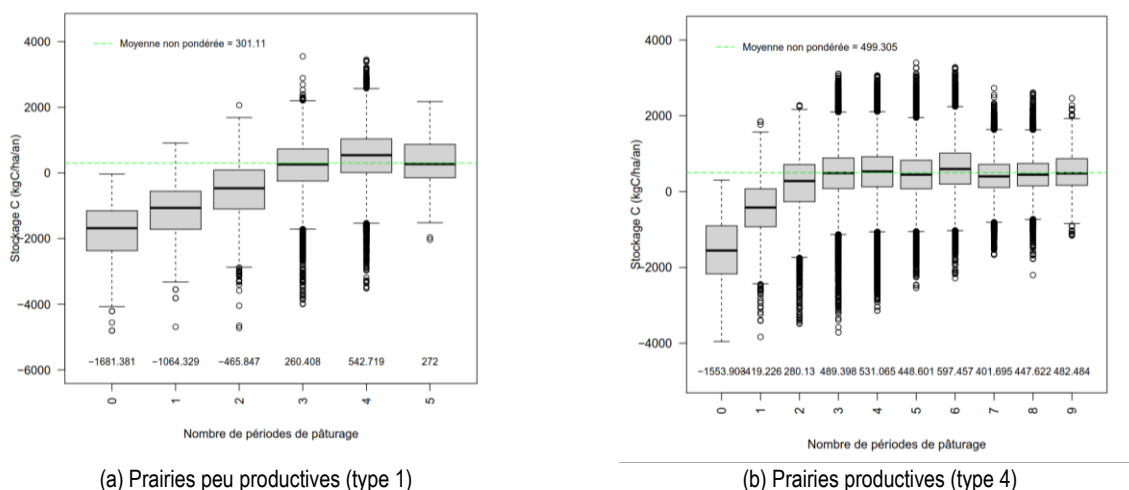 Moyenne non pondérée = 301.11
4000
2000
0
−2000
−4000
−6000
Stockage C (kgC/ha/an)
−1681.381 −1064.329 −465.847 260.408 542.719 272
0 1 2 3 4 5
Nombre de périodes de pâturage
(a) Prairies peu productives (type 1)
Moyenne non pondérée = 499.305
4000
2000
0
−2000
−4000
Stockage C (kgC/ha/an)
280.13 489.398 531.065 448.601 597.457 401.695 447.622 482.484
0 1 2 3 4 5 6 7 8 9
Nombre de périodes de pâturage
(b) Prairies productives (type 4)